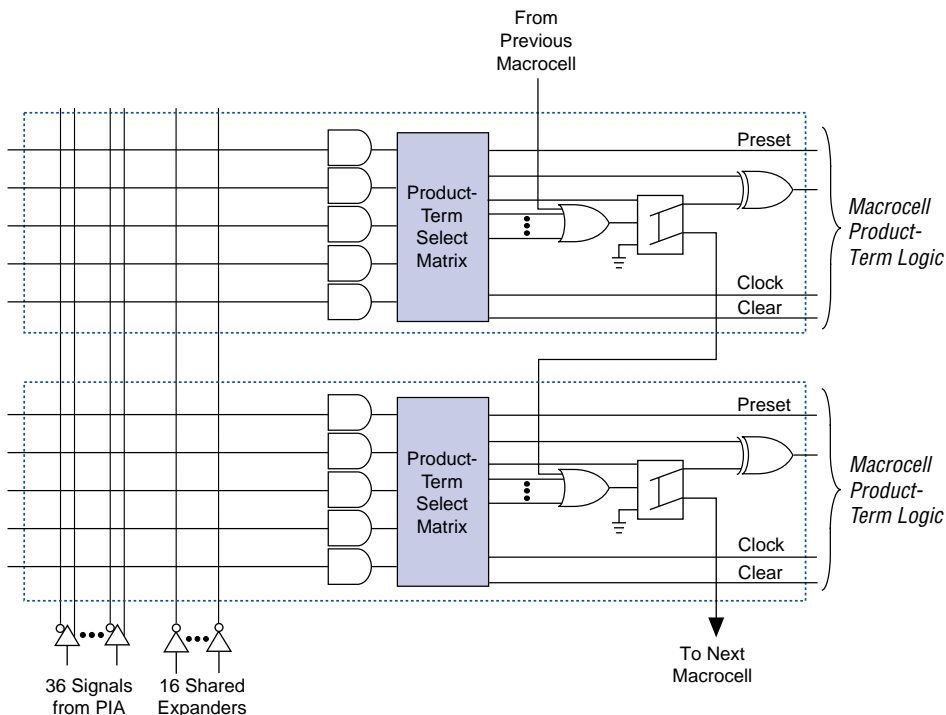 From
Previous
Macrocell
Preset
Product-
Term
Select
Matrix
Macrocell
Product-
Term Logic
Clock
Clear
Preset
Product-
Term
Select
Matrix
Macrocell
Product-
Term Logic
Clock
Clear
36 Signals
from PIA
16 Shared
Expanders
To Next
Macrocell